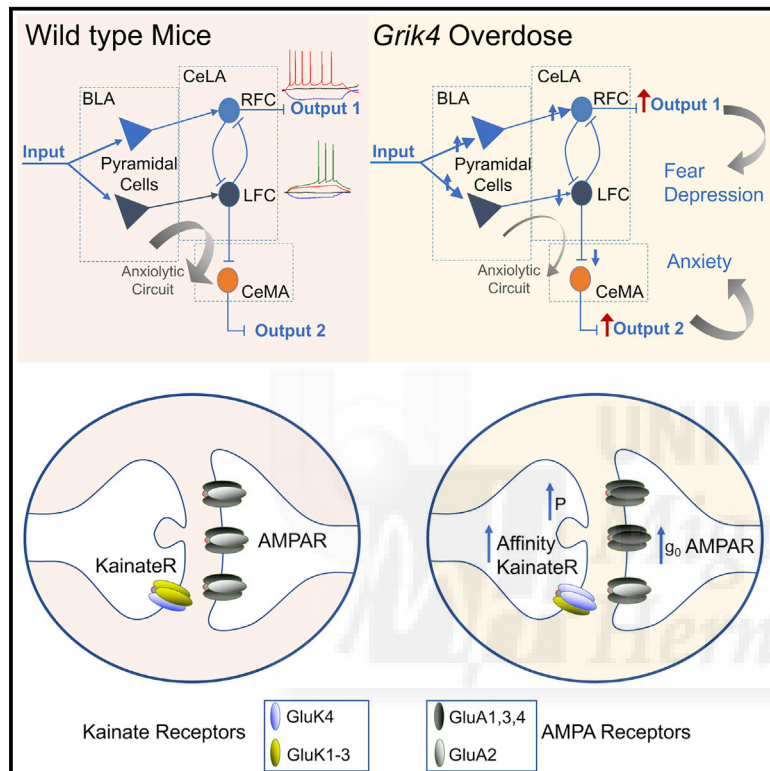 Wild type Mice
CeLA
BLA
RFC
Output 1
Input
Pyramidal
Cells
LFC
Anxiolytic
Circuit
CeMA
Output 2
Grik4 Overdose
CeLA
BLA
RFC
Output 1
Input
Pyramidal
Cells
Fear
Depression
LFC
Anxiolytic
Circuit
Anxiety
CeMA
Output 2
AMPAR
KainateR
P
Affinity
KainateR
g₀ AMPAR
Kainate Receptors
GluK4
GluK1-3
GluA1,3,4
GluA2
AMPA Receptors